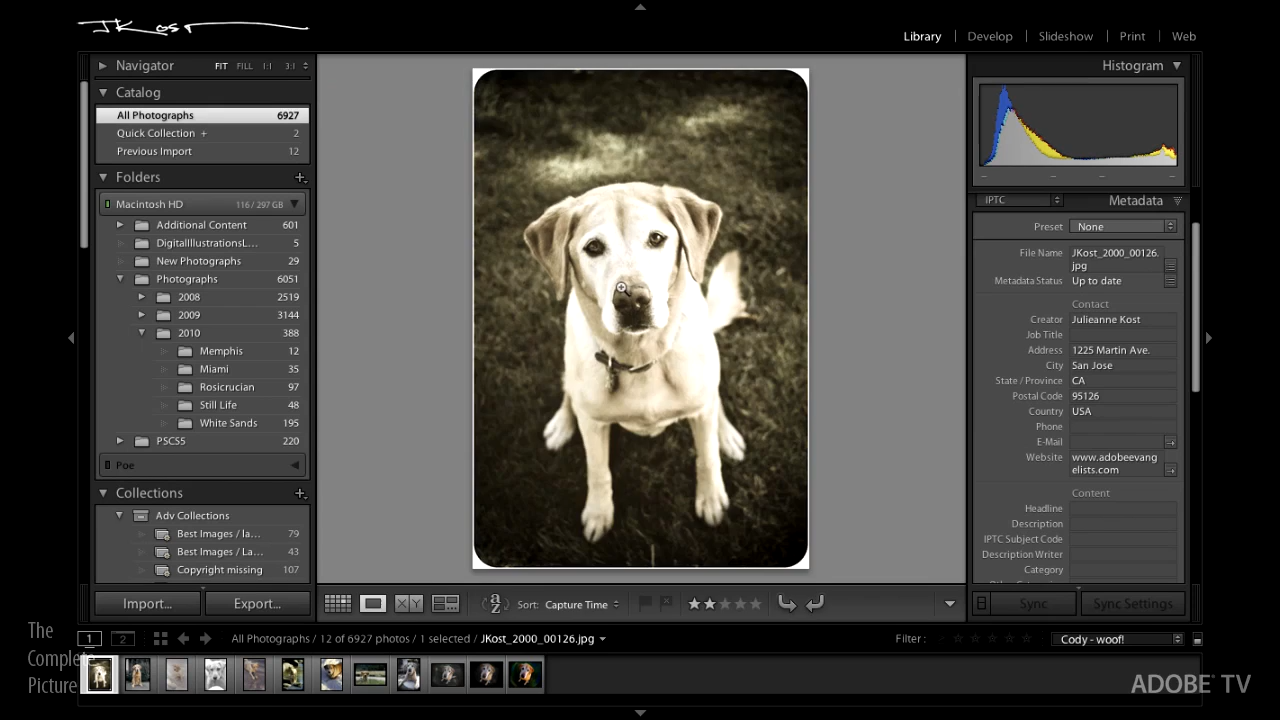 JKost
Library | Develop | Slideshow | Print | Web
Navigator FIT FILL 1:1 3:1
Catalog
All Photographs 6927
Quick Collection + 2
Previous Import 12
Folders +
Macintosh HD 116 / 297 GB
Additional Content 601
DigitalIllustrationsL... 5
New Photographs 29
Photographs 6051
2008 2519
2009 3144
2010 388
Memphis 12
Miami 35
Rosicrucian 97
Still Life 48
White Sands 195
PSCS5 220
Poe
Collections +
Adv Collections
Best Images / la... 79
Best Images / La... 43
Copyright missing 107
Import... Export...
Histogram
IPTC Metadata
Preset None
File Name JKost_2000_00126.
jpg
Metadata Status Up to date
Contact
Creator Julieanne Kost
Job Title
Address 1225 Martin Ave.
City San Jose
State / Province CA
Postal Code 95126
Country USA
Phone
E-Mail
Website www.adobeevang
elists.com
Content
Headline
Description
IPTC Subject Code
Description Writer
Category
XY a z Sort: Capture Time
Sync Sync Settings
1 2 All Photographs / 12 of 6927 photos / 1 selected / JKost_2000_00126.jpg Filter : Cody - woof!
The
Complete
Picture
ADOBE® TV